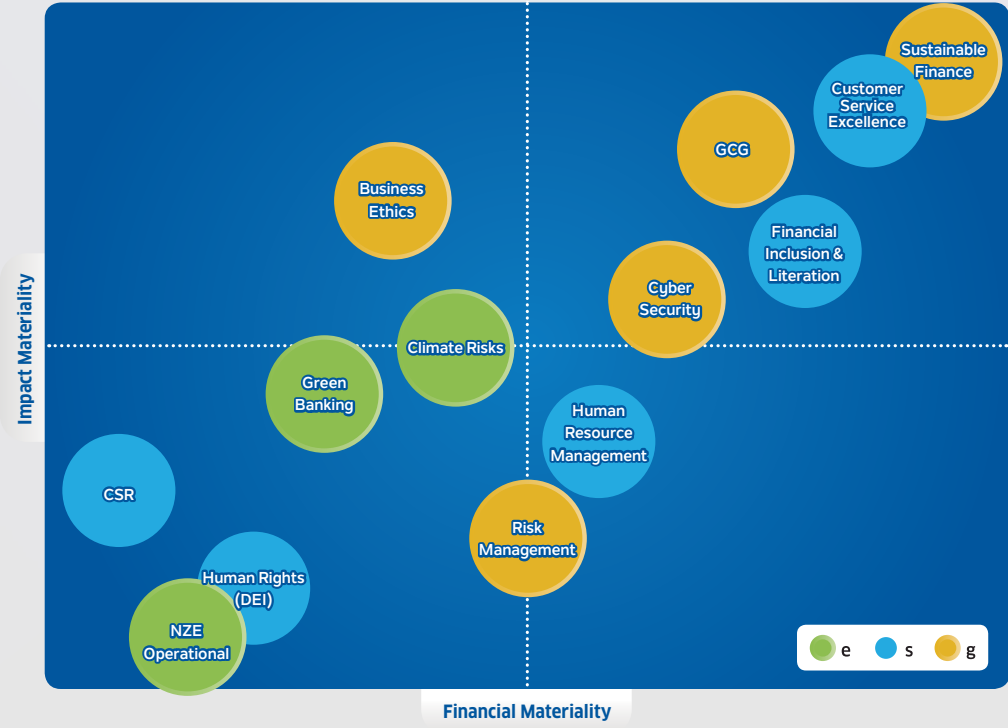 Sustainable
Finance
Customer
Service
Excellence
GCG
Business
Ethics
Financial
Inclusion &
Literation
Cyber
Security
Climate Risks
Green
Banking
Human
Resource
Management
CSR
Risk
Management
Human Rights
(DEI)
NZE
Operational
Impact Materiality
e
s
g
Financial Materiality